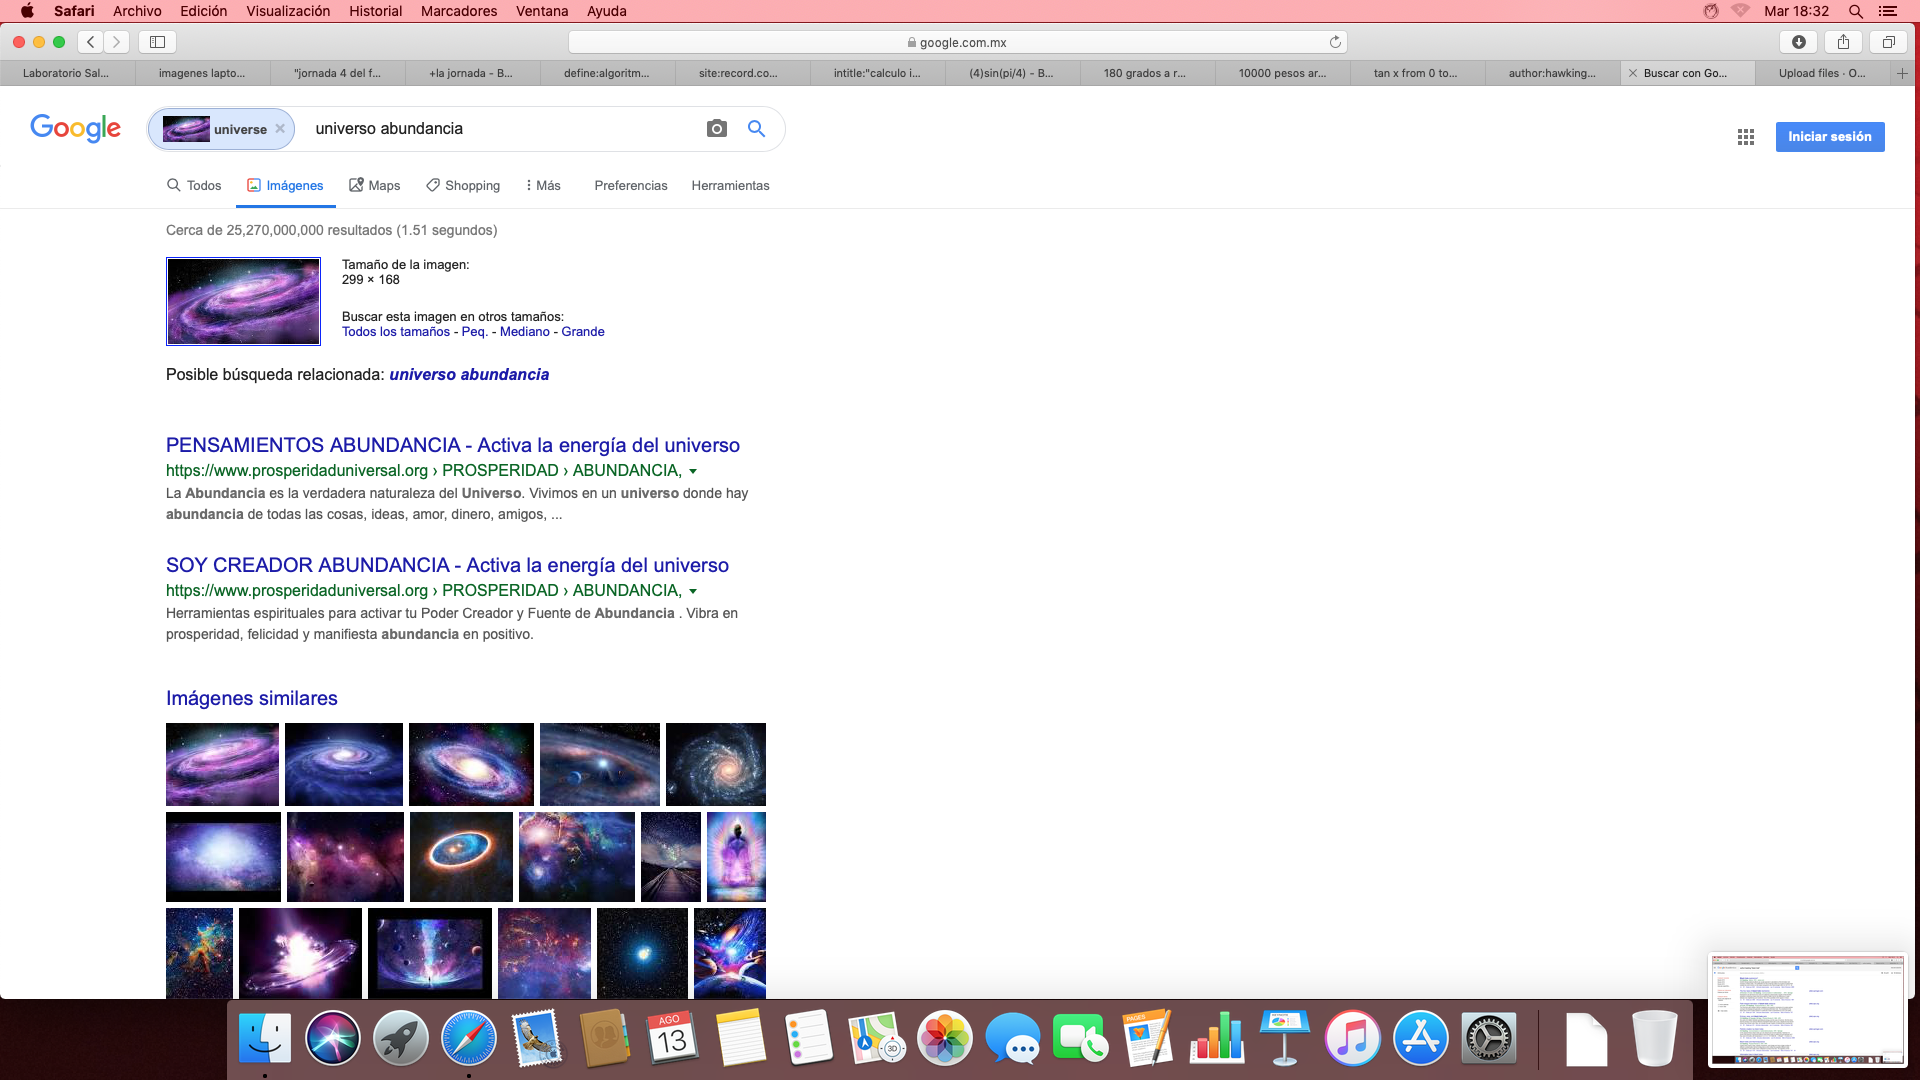 Safari Archivo Edición Visualización Historial Marcadores Ventana Ayuda
Mar 18:32
google.com.mx
Laboratorio Sal...
imagenes lapto...
"jornada 4 del f...
+la jornada - B...
define:algoritm...
site:record.co...
intitle:"calculo i...
(4)sin(pi/4) - B...
180 grados a r...
10000 pesos ar...
tan x from 0 to...
author:hawking...
Buscar con Go...
Upload files · O...
Google
universe
universo abundancia
Iniciar sesión
Todos Imágenes Maps Shopping Más Preferencias Herramientas
Cerca de 25,270,000,000 resultados (1.51 segundos)
Tamaño de la imagen:
299 × 168
Buscar esta imagen en otros tamaños:
Todos los tamaños - Peq. - Mediano - Grande
Posible búsqueda relacionada: universo abundancia
PENSAMIENTOS ABUNDANCIA - Activa la energía del universo
https://www.prosperidaduniversal.org › PROSPERIDAD › ABUNDANCIA,
La Abundancia es la verdadera naturaleza del Universo. Vivimos en un universo donde hay
abundancia de todas las cosas, ideas, amor, dinero, amigos, ...
SOY CREADOR ABUNDANCIA - Activa la energía del universo
https://www.prosperidaduniversal.org › PROSPERIDAD › ABUNDANCIA,
Herramientas espirituales para activar tu Poder Creador y Fuente de Abundancia . Vibra en
prosperidad, felicidad y manifiesta abundancia en positivo.
Imágenes similares
AGO
13
3D
PAGES